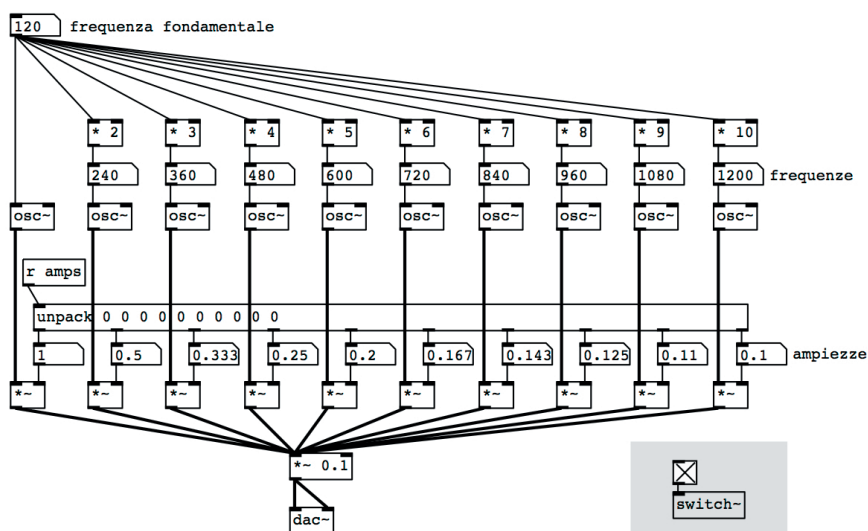 120 frequenza fondamentale
* 2 * 3 * 4 * 5 * 6 * 7 * 8 * 9 * 10
240 360 480 600 720 840 960 1080 1200 frequenze
osc~ osc~ osc~ osc~ osc~ osc~ osc~ osc~ osc~ osc~
r amps
unpack 0 0 0 0 0 0 0 0 0 0
1 0.5 0.333 0.25 0.2 0.167 0.143 0.125 0.11 0.1 ampiezze
*~ *~ *~ *~ *~ *~ *~ *~ *~ *~
*~ 0.1
switch~
dac~